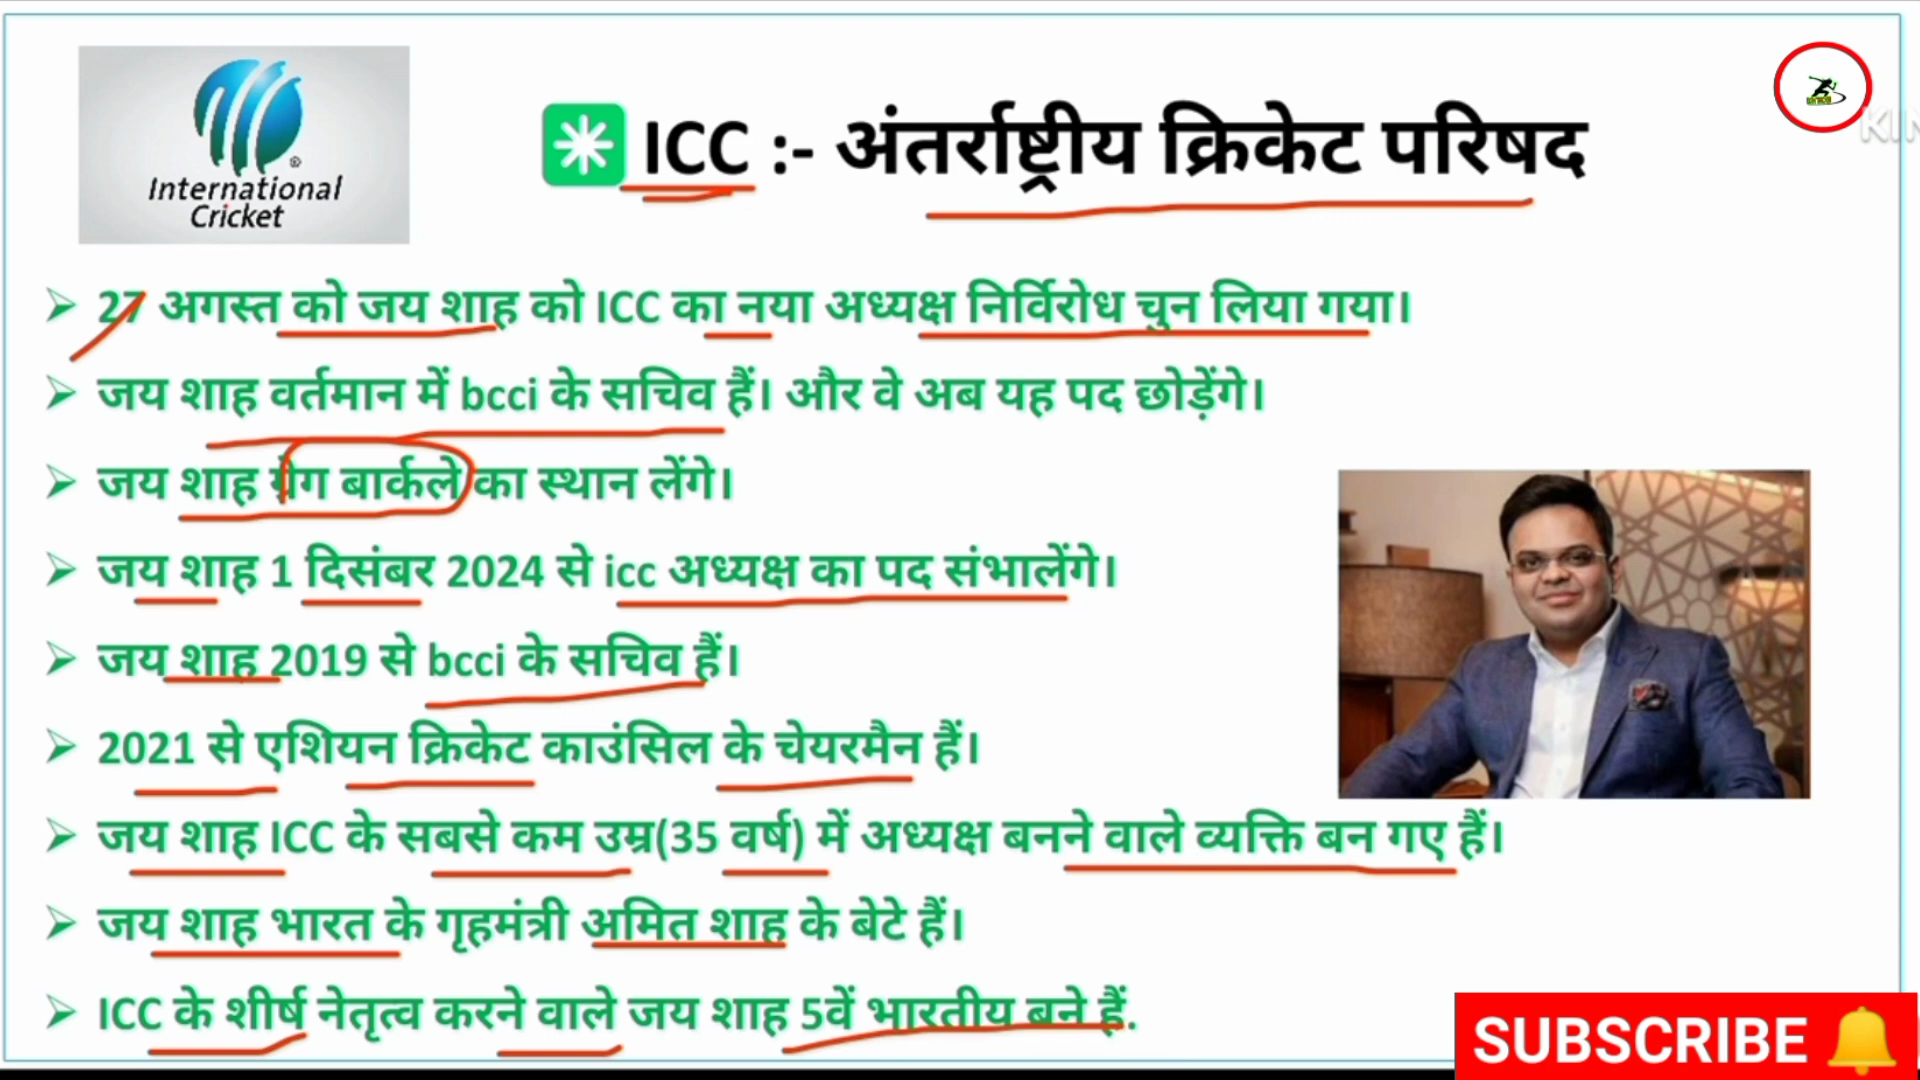 International
Cricket
ICC :- अंतर्राष्ट्रीय क्रिकेट परिषद
KIN
27 अगस्त को जय शाह को ICC का नया अध्यक्ष निर्विरोध चुन लिया गया।
जय शाह वर्तमान में bcci के सचिव हैं। और वे अब यह पद छोड़ेंगे।
जय शाह ग्रेग बार्कले का स्थान लेंगे।
जय शाह 1 दिसंबर 2024 से icc अध्यक्ष का पद संभालेंगे।
जय शाह 2019 से bcci के सचिव हैं।
2021 से एशियन क्रिकेट काउंसिल के चेयरमैन हैं।
जय शाह ICC के सबसे कम उम्र(35 वर्ष) में अध्यक्ष बनने वाले व्यक्ति बन गए हैं।
जय शाह भारत के गृहमंत्री अमित शाह के बेटे हैं।
ICC के शीर्ष नेतृत्व करने वाले जय शाह 5वें भारतीय बने हैं.
SUBSCRIBE